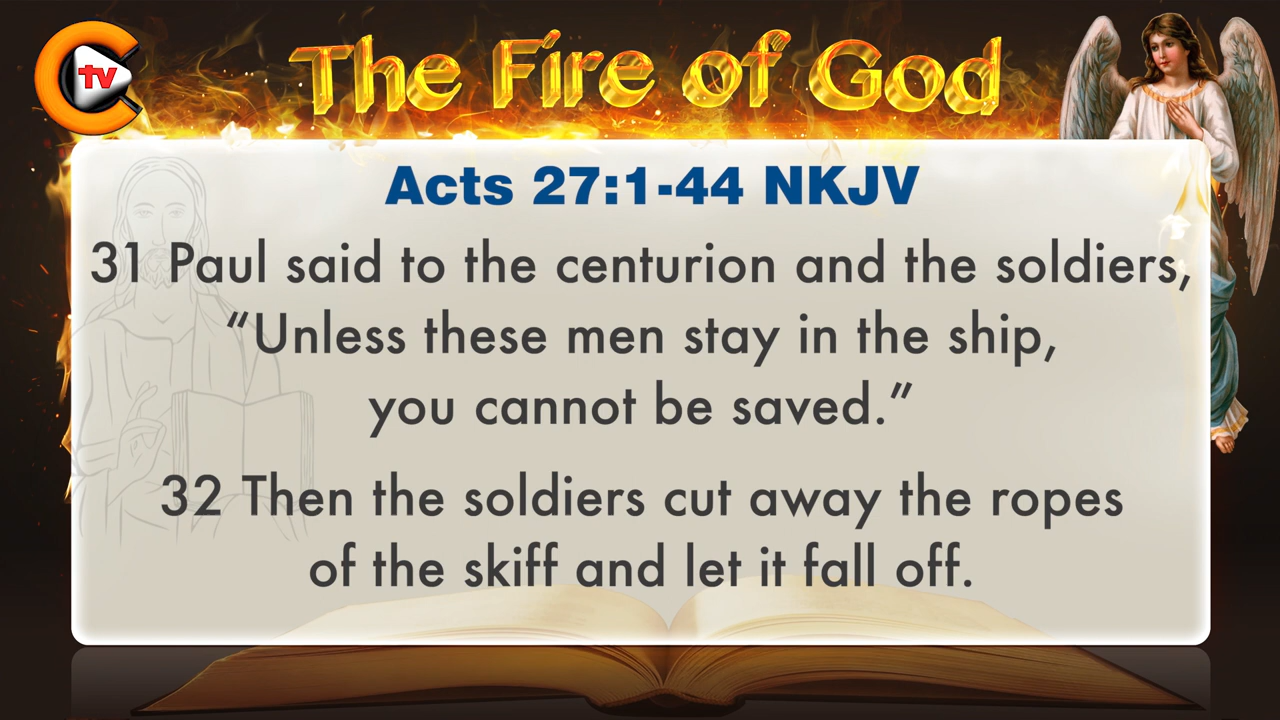 tv
The Fire of God
Acts 27:1-44 NKJV
31 Paul said to the centurion and the soldiers,
“Unless these men stay in the ship,
you cannot be saved.”
32 Then the soldiers cut away the ropes
of the skiff and let it fall off.